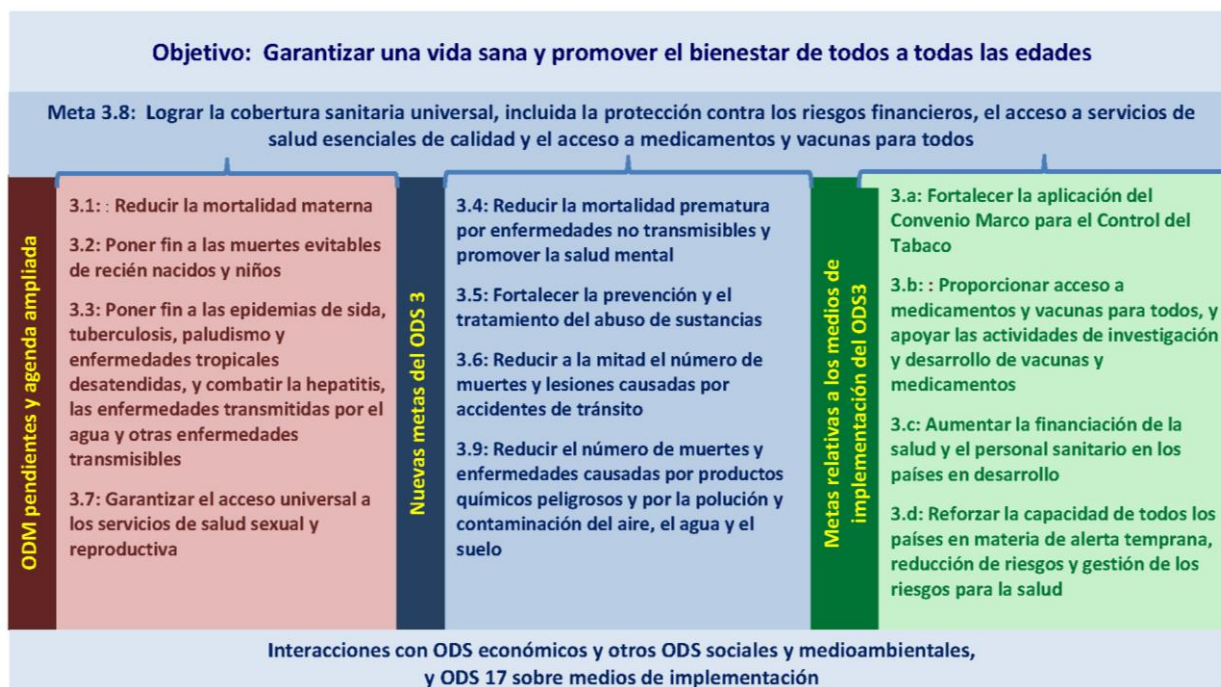 Objetivo: Garantizar una vida sana y promover el bienestar de todos a todas las edades
Meta 3.8: Lograr la cobertura sanitaria universal, incluida la protección contra los riesgos financieros, el acceso a servicios de
salud esenciales de calidad y el acceso a medicamentos y vacunas para todos
ODM pendientes y agenda ampliada
3.1: : Reducir la mortalidad materna
3.2: Poner fin a las muertes evitables
de recién nacidos y niños
3.3: Poner fin a las epidemias de sida,
tuberculosis, paludismo y
enfermedades tropicales
desatendidas, y combatir la hepatitis,
las enfermedades transmitidas por el
agua y otras enfermedades
transmisibles
3.7: Garantizar el acceso universal a
los servicios de salud sexual y
reproductiva
Nuevas metas del ODS 3
3.4: Reducir la mortalidad prematura
por enfermedades no transmisibles y
promover la salud mental
3.5: Fortalecer la prevención y el
tratamiento del abuso de sustancias
3.6: Reducir a la mitad el número de
muertes y lesiones causadas por
accidentes de tránsito
3.9: Reducir el número de muertes y
enfermedades causadas por productos
químicos peligrosos y por la polución y
contaminación del aire, el agua y el
suelo
Metas relativas a los medios de
implementación del ODS3
3.a: Fortalecer la aplicación del
Convenio Marco para el Control del
Tabaco
3.b: : Proporcionar acceso a
medicamentos y vacunas para todos, y
apoyar las actividades de investigación
y desarrollo de vacunas y
medicamentos
3.c: Aumentar la financiación de la
salud y el personal sanitario en los
países en desarrollo
3.d: Reforzar la capacidad de todos los
países en materia de alerta temprana,
reducción de riesgos y gestión de los
riesgos para la salud
Interacciones con ODS económicos y otros ODS sociales y medioambientales,
y ODS 17 sobre medios de implementación